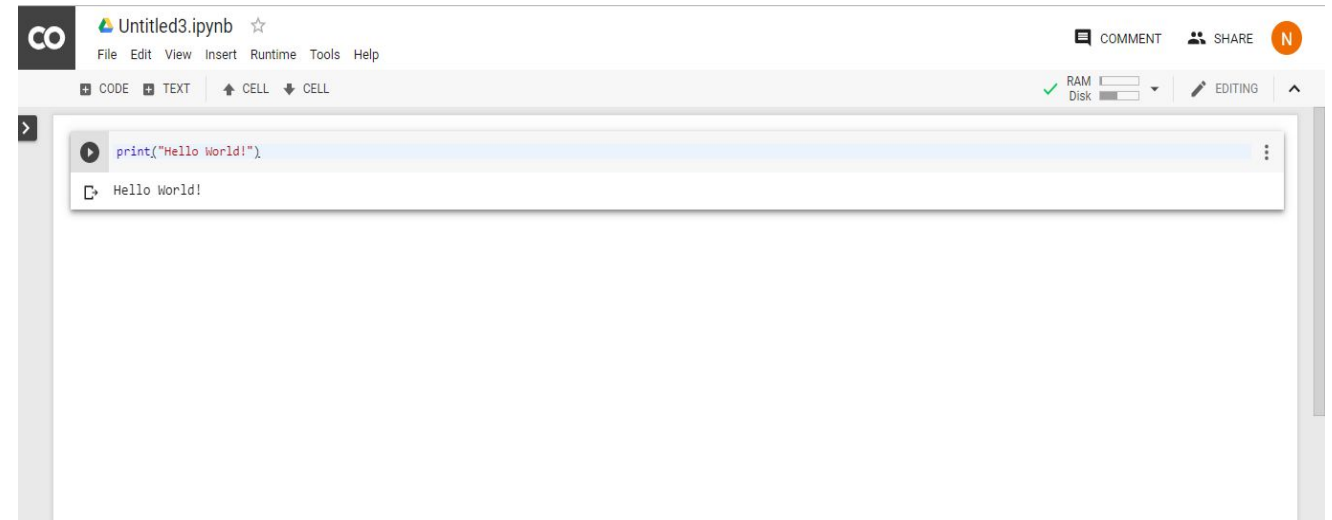 CO Untitled3.ipynb
File Edit View Insert Runtime Tools Help
COMMENT SHARE N
CODE TEXT CELL CELL
RAM
Disk
EDITING
print("Hello World!")
Hello World!